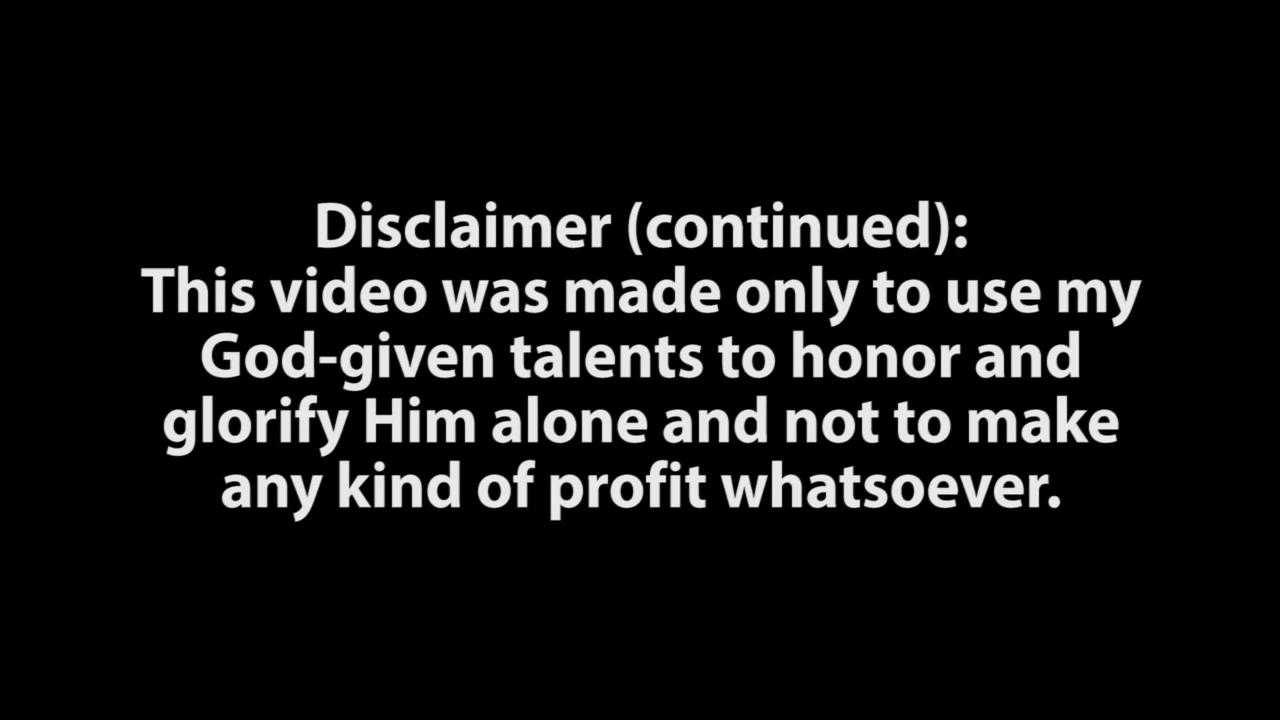 Disclaimer (continued):
This video was made only to use my
God-given talents to honor and
glorify Him alone and not to make
any kind of profit whatsoever.